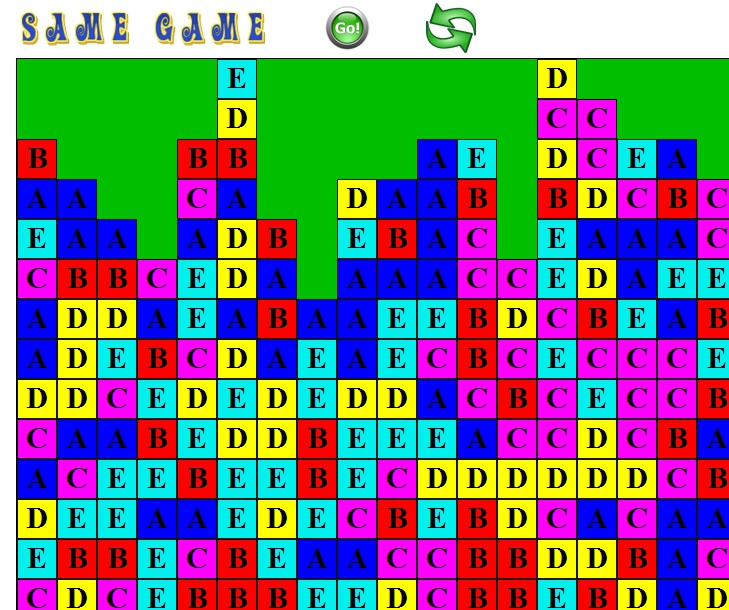 SAME GAME Go!
E D
D C C
B B B A E D C E A
A A C A D A A B B D C B C
E A A A D B E B A C E A A A C
C B B C E D A A A A C C E D A E E
A D D A E A B A A E E B D C B E A B
A D E B C D A E A E C B C E C C C E
D D C E D E D E D D A C B C E C C B
C A A B E D D B E E E A C C D C B A
A C E E B E E B E C D D D D D D C B
D E E A A E D E C B E B D C A C A A
E B B E C B E A A C C B B D D B A C
C D C E B B B E E D C B B E B D A D